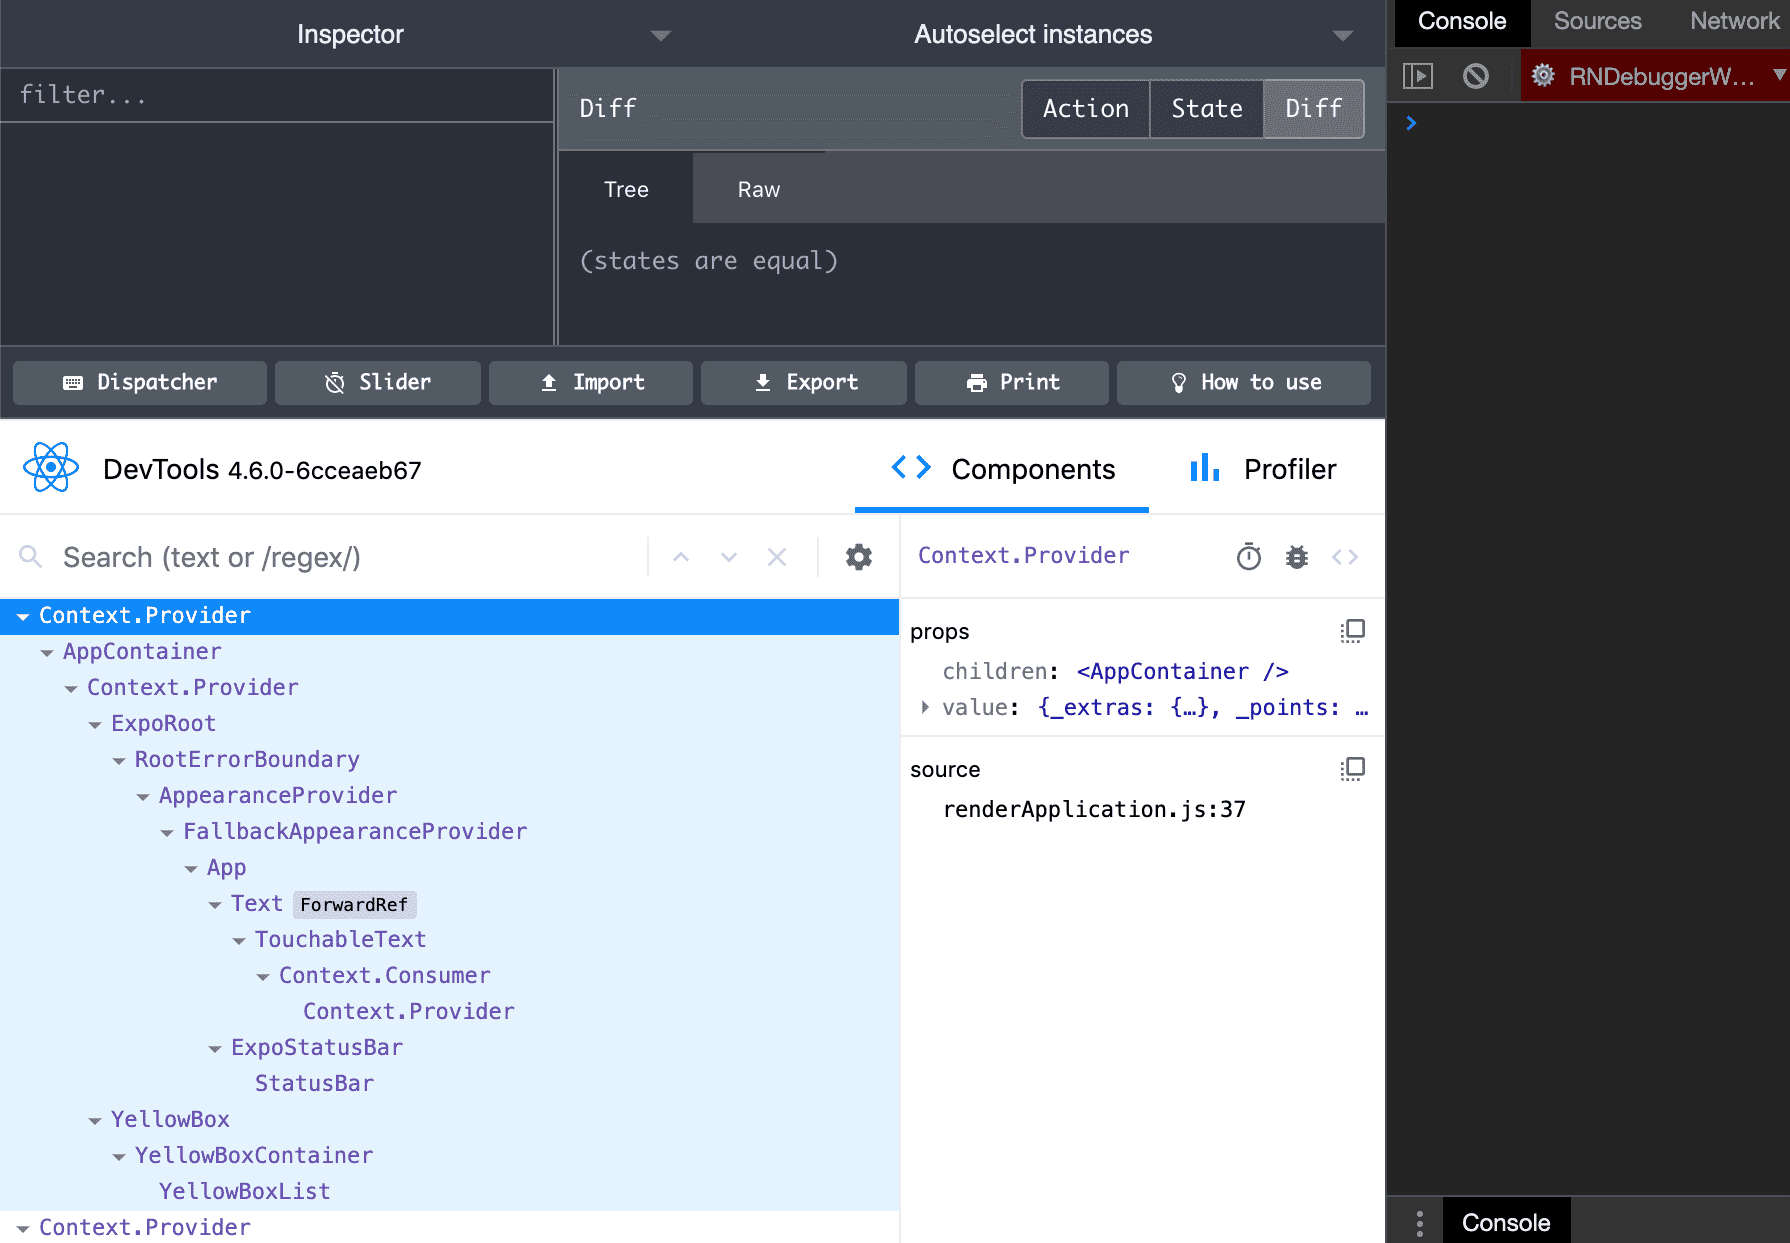 Inspector
Autoselect instances
filter...
Diff
Action
State
Diff
Tree
Raw
(states are equal)
Dispatcher
Slider
Import
Export
Print
How to use
DevTools 4.6.0-6cceaeb67
Components
Profiler
Search (text or /regex/)
Context.Provider
AppContainer
Context.Provider
ExpoRoot
RootErrorBoundary
AppearanceProvider
FallbackAppearanceProvider
App
Text ForwardRef
TouchableText
Context.Consumer
Context.Provider
ExpoStatusBar
StatusBar
YellowBox
YellowBoxContainer
YellowBoxList
Context.Provider
Context.Provider
props
children: <AppContainer />
value: {_extras: {…}, _points: …
source
renderApplication.js:37
Console
Sources
Network
RNDebuggerW…
Console